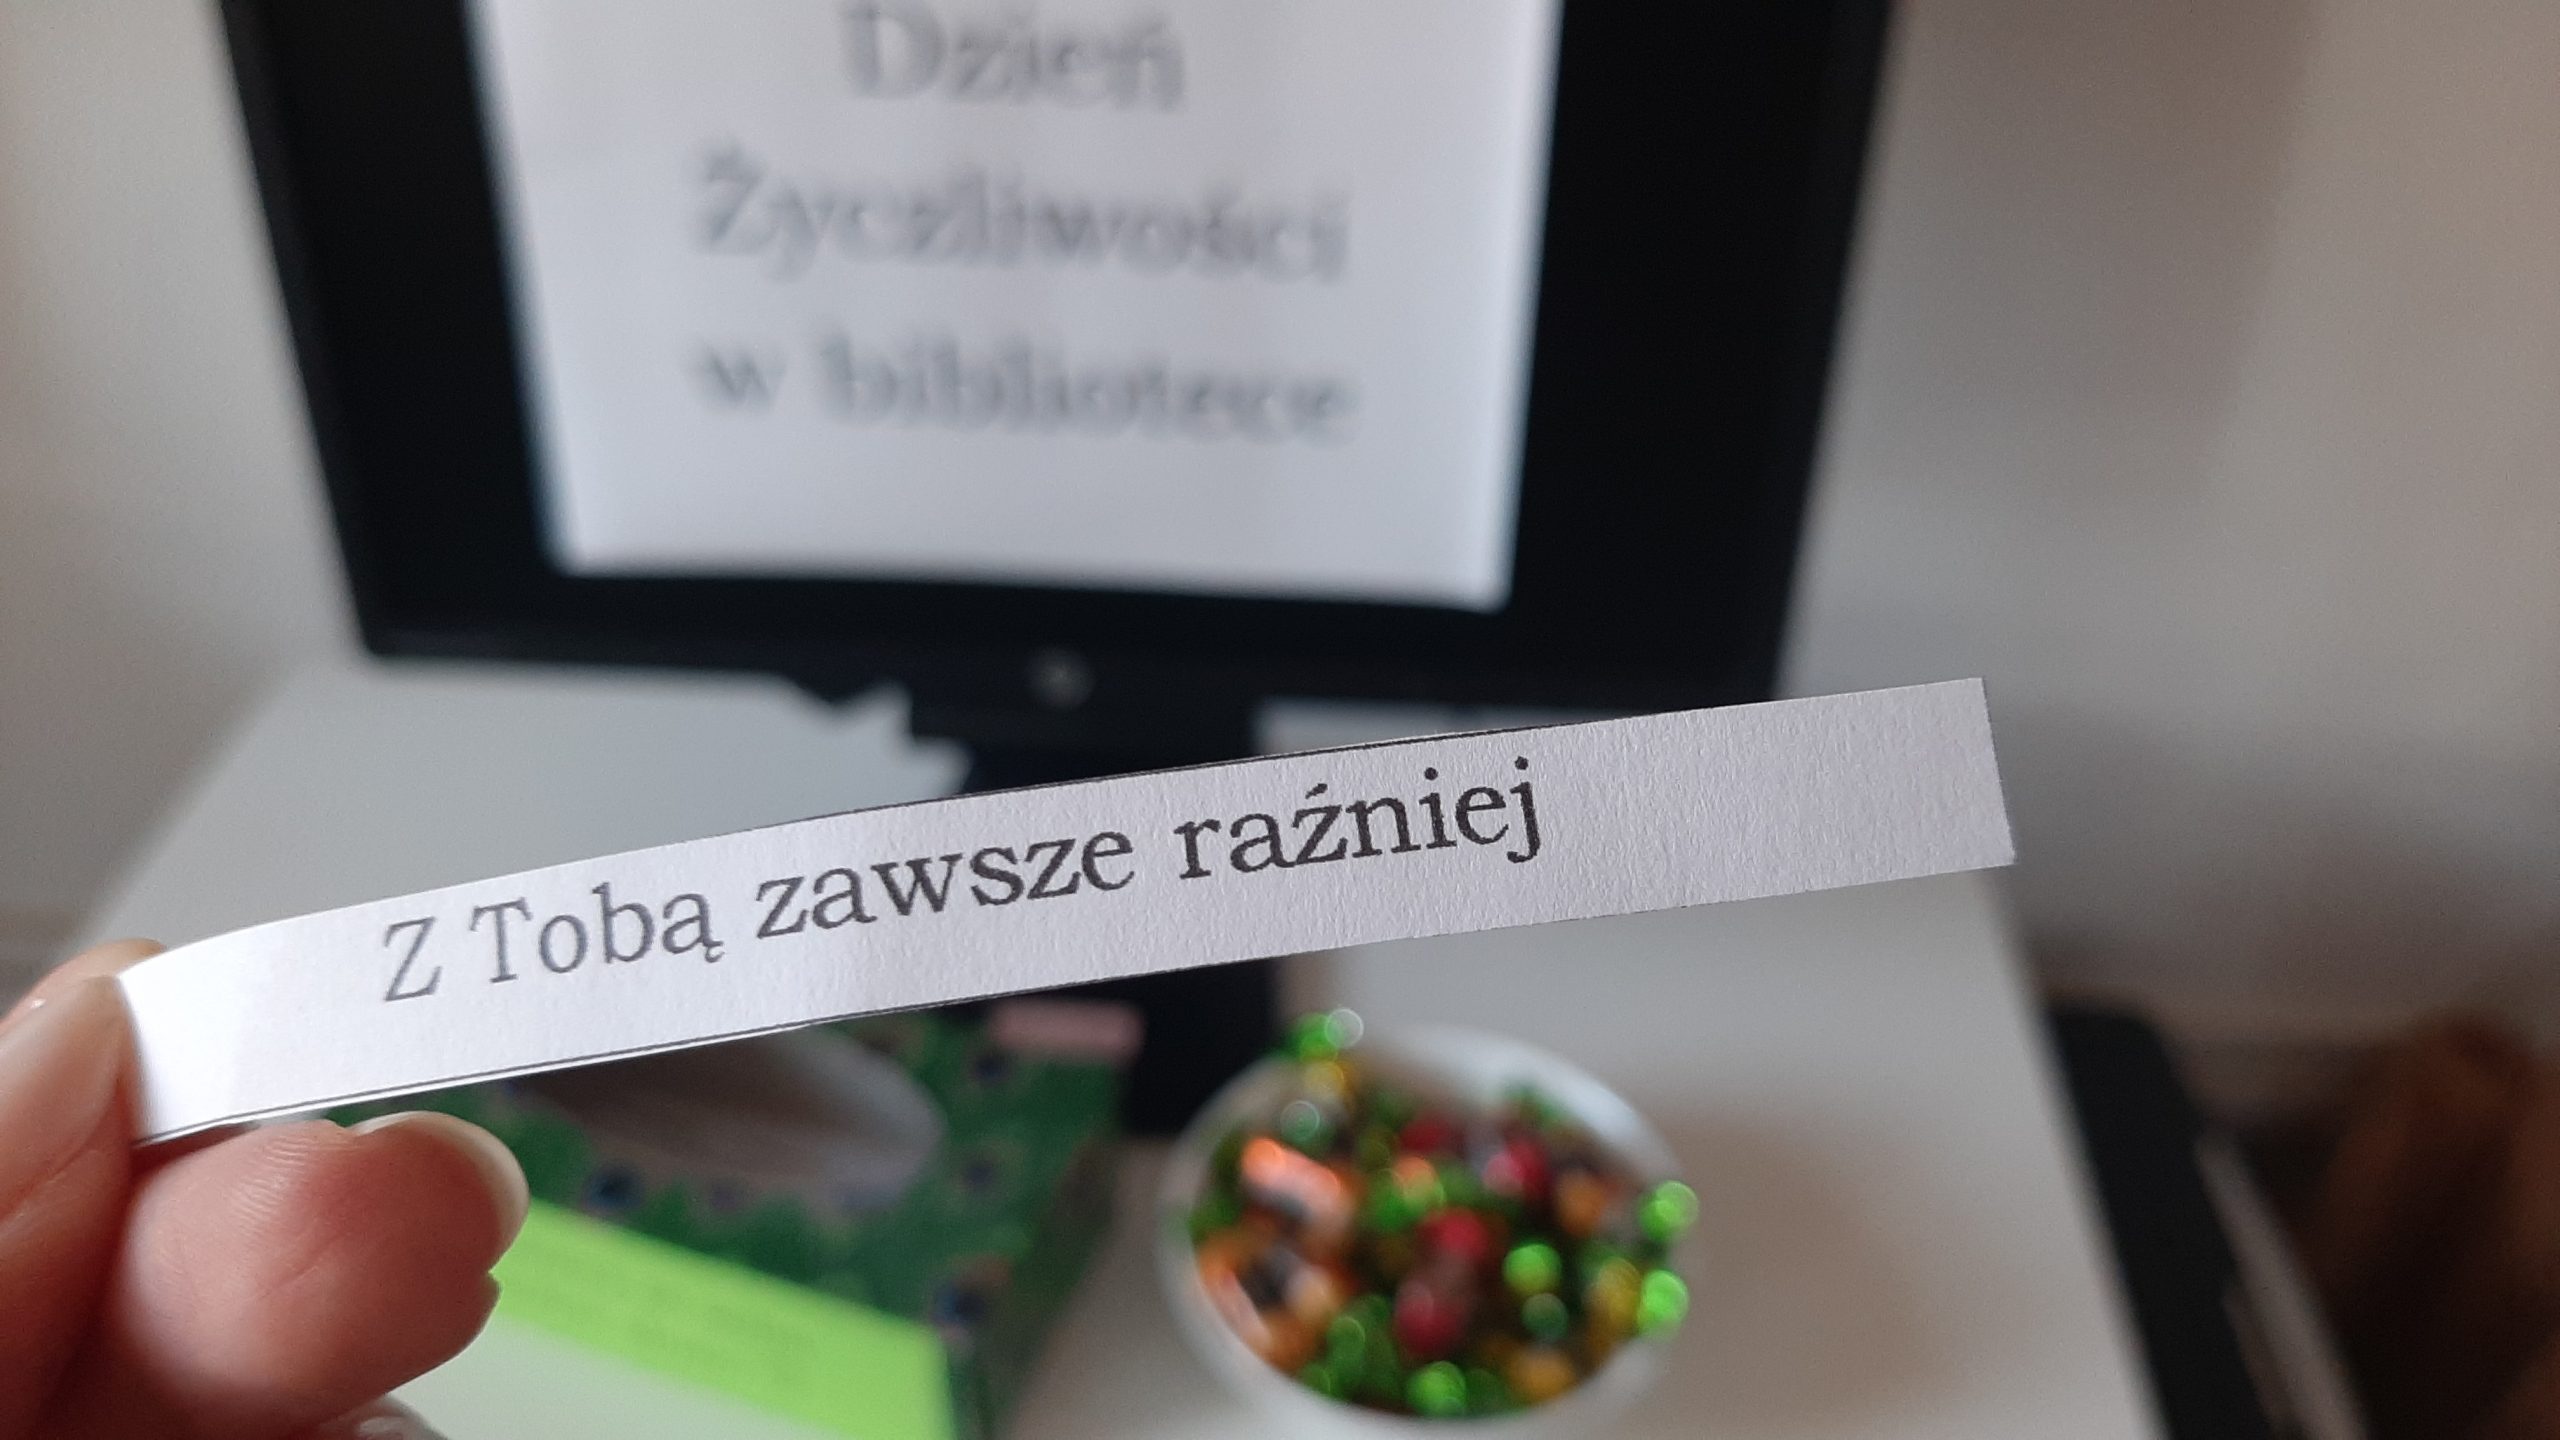 Dzień
Życzliwości
w bibliotece
Z Tobą zawsze raźniej